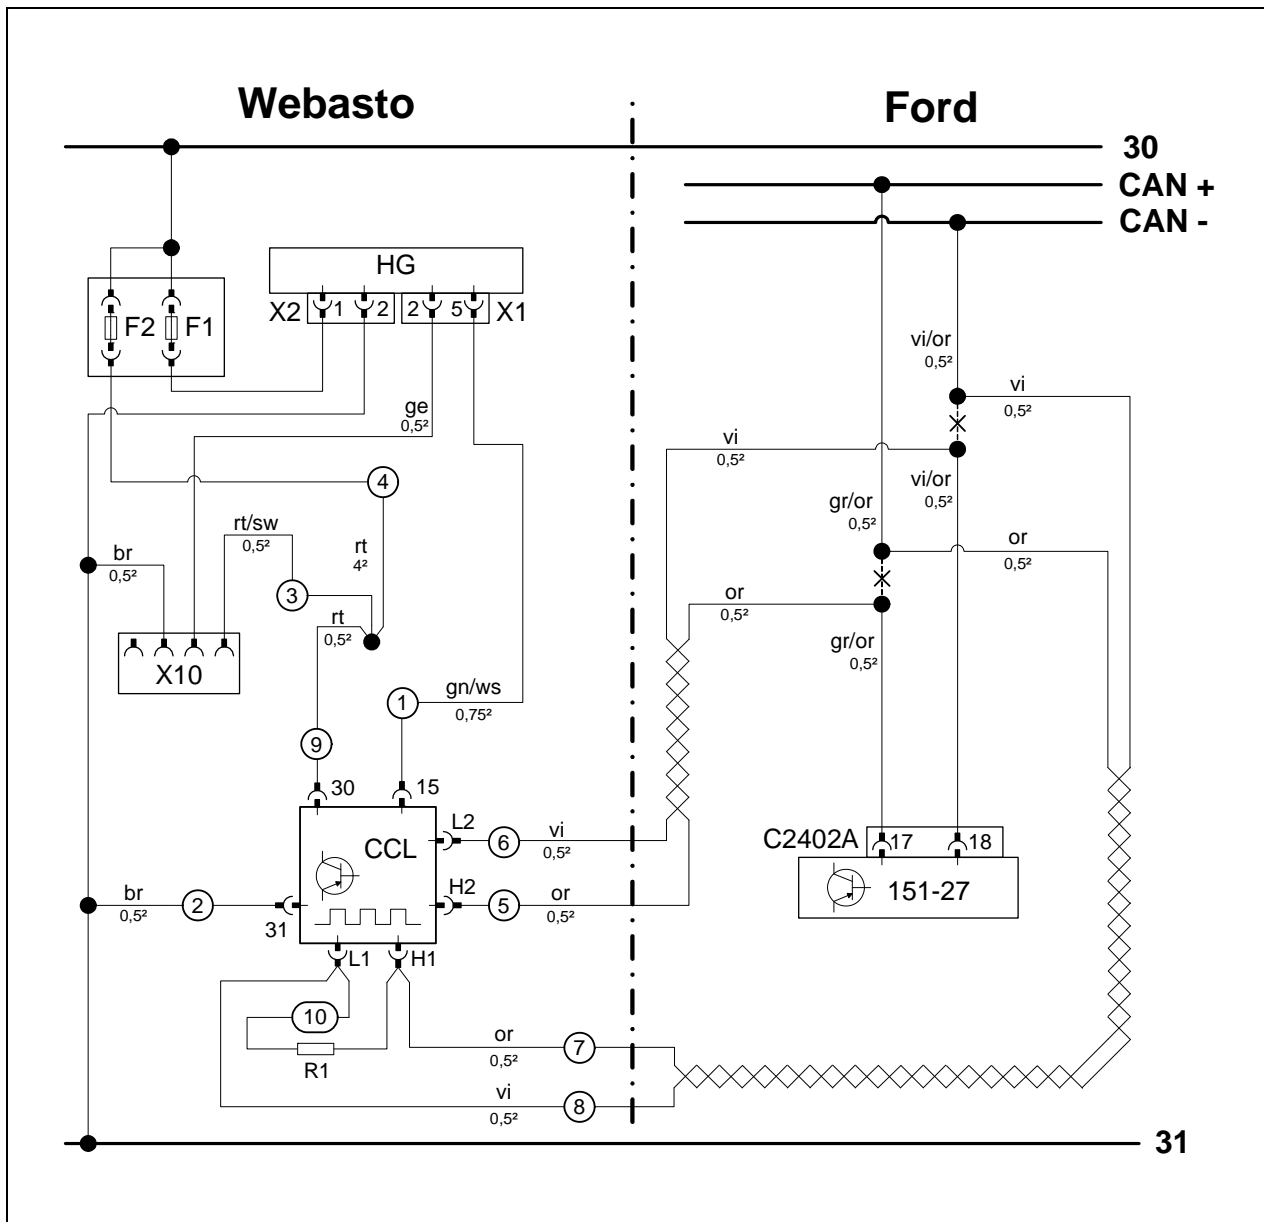 Webasto
Ford
30
CAN +
CAN -
HG
X2
1
2
2
5
X1
F2
F1
vi/or
0,5²
vi
0,5²
ge
0,5²
vi
0,5²
vi/or
0,5²
4
gr/or
0,5²
rt/sw
0,5²
or
0,5²
br
0,5²
rt
4²
3
or
0,5²
rt
0,5²
gr/or
0,5²
X10
gn/ws
0,75²
1
9
30
15
L2
6
vi
0,5²
CCL
C2402A
17
18
H2
5
or
0,5²
151-27
br
0,5²
2
31
L1
H1
10
R1
or
0,5²
7
vi
0,5²
8
31